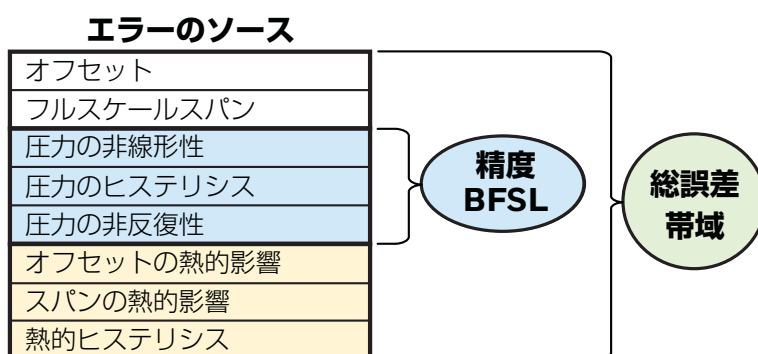 エラーのソース
オフセット
フルスケールスパン
圧力の非線形性
圧力のヒステリシス
圧力の非反復性
オフセットの熱的影響
スパンの熱的影響
熱的ヒステリシス
精度
BFSL
総誤差
帯域